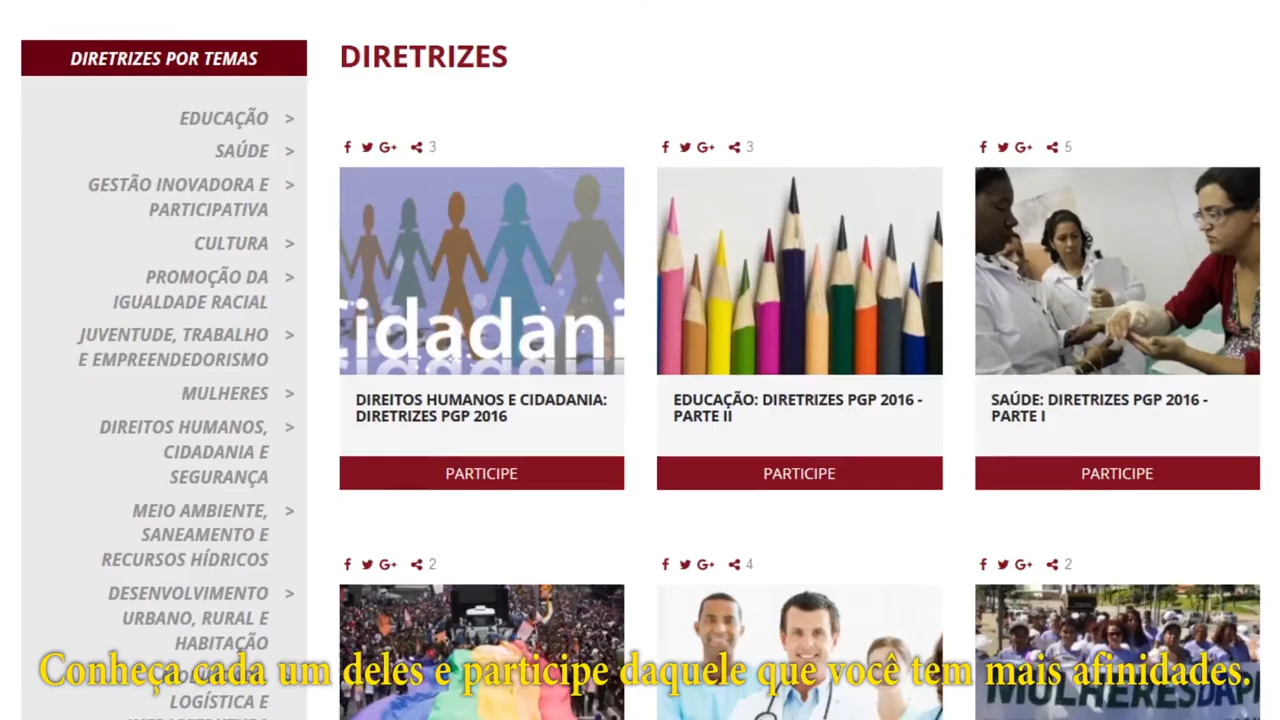 DIRETRIZES POR TEMAS
EDUCAÇÃO >
SAÚDE >
GESTÃO INOVADORA E >
PARTICIPATIVA
CULTURA >
PROMOÇÃO DA >
IGUALDADE RACIAL
JUVENTUDE, TRABALHO >
E EMPREENDEDORISMO
MULHERES >
DIREITOS HUMANOS, >
CIDADANIA E
SEGURANÇA
MEIO AMBIENTE, >
SANEAMENTO E
RECURSOS HÍDRICOS
DESENVOLVIMENTO >
URBANO, RURAL E
HABITAÇÃO
LOGÍSTICA E
DIRETRIZES
3
Cidadani
DIREITOS HUMANOS E CIDADANIA:
DIRETRIZES PGP 2016
PARTICIPE
3
EDUCAÇÃO: DIRETRIZES PGP 2016 -
PARTE II
PARTICIPE
5
SAÚDE: DIRETRIZES PGP 2016 -
PARTE I
PARTICIPE
2
4
2
MULHERES
Conheça cada um deles e participe daquele que você tem mais afinidades.